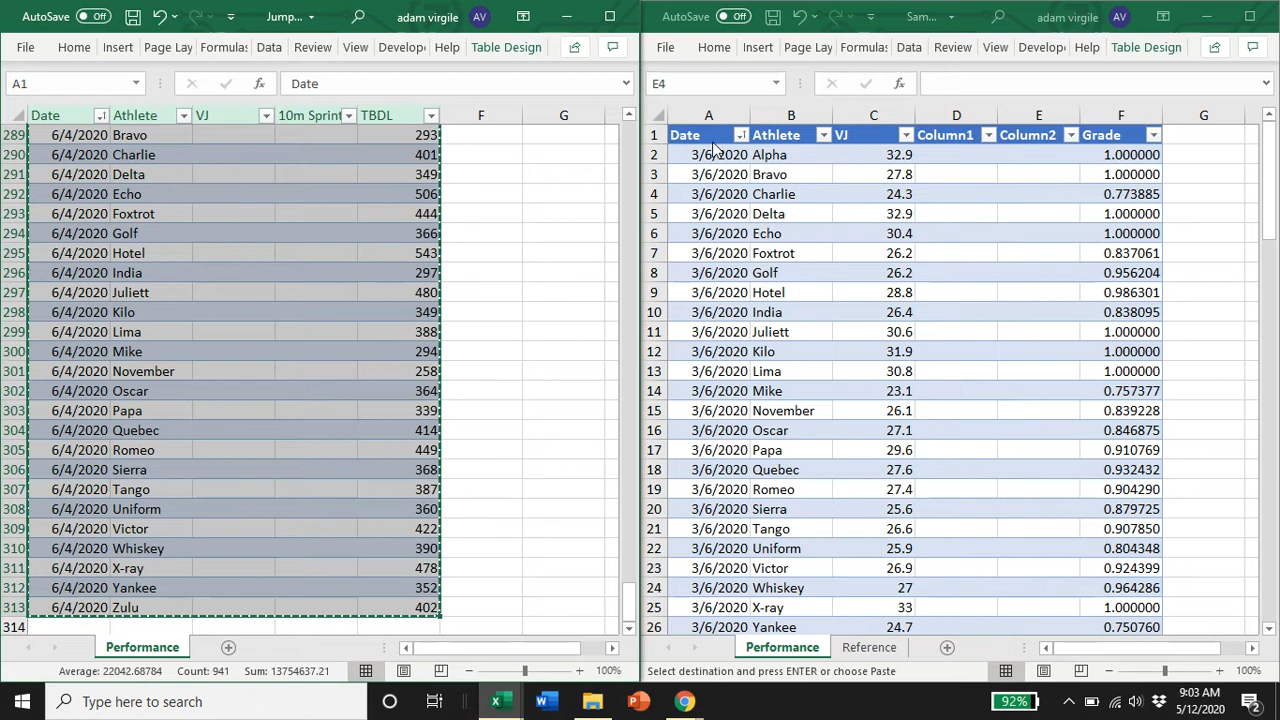 AutoSave Off Jump... adam virgile AV
File Home Insert Page Lay Formulas Data Review View Develop Help Table Design
A1 fx Date
Date Athlete VJ 10m Sprint TBDL F G
289 6/4/2020 Bravo 293
290 6/4/2020 Charlie 401
291 6/4/2020 Delta 349
292 6/4/2020 Echo 506
293 6/4/2020 Foxtrot 444
294 6/4/2020 Golf 366
295 6/4/2020 Hotel 543
296 6/4/2020 India 297
297 6/4/2020 Juliett 480
298 6/4/2020 Kilo 349
299 6/4/2020 Lima 388
300 6/4/2020 Mike 294
301 6/4/2020 November 258
302 6/4/2020 Oscar 364
303 6/4/2020 Papa 339
304 6/4/2020 Quebec 414
305 6/4/2020 Romeo 449
306 6/4/2020 Sierra 368
307 6/4/2020 Tango 387
308 6/4/2020 Uniform 360
309 6/4/2020 Victor 422
310 6/4/2020 Whiskey 390
311 6/4/2020 X-ray 478
312 6/4/2020 Yankee 352
313 6/4/2020 Zulu 402
314
Performance
Average: 22042.68784 Count: 941 Sum: 13754637.21 100%
AutoSave Off Sam... adam virgile AV
File Home Insert Page Lay Formulas Data Review View Develop Help Table Design
E4 fx
A B C D E F G
1 Date Athlete VJ Column1 Column2 Grade
2 3/6/2020 Alpha 32.9 1.000000
3 3/6/2020 Bravo 27.8 1.000000
4 3/6/2020 Charlie 24.3 0.773885
5 3/6/2020 Delta 32.9 1.000000
6 3/6/2020 Echo 30.4 1.000000
7 3/6/2020 Foxtrot 26.2 0.837061
8 3/6/2020 Golf 26.2 0.956204
9 3/6/2020 Hotel 28.8 0.986301
10 3/6/2020 India 26.4 0.838095
11 3/6/2020 Juliett 30.6 1.000000
12 3/6/2020 Kilo 31.9 1.000000
13 3/6/2020 Lima 30.8 1.000000
14 3/6/2020 Mike 23.1 0.757377
15 3/6/2020 November 26.1 0.839228
16 3/6/2020 Oscar 27.1 0.846875
17 3/6/2020 Papa 29.6 0.910769
18 3/6/2020 Quebec 27.6 0.932432
19 3/6/2020 Romeo 27.4 0.904290
20 3/6/2020 Sierra 25.6 0.879725
21 3/6/2020 Tango 26.6 0.907850
22 3/6/2020 Uniform 25.9 0.804348
23 3/6/2020 Victor 26.9 0.924399
24 3/6/2020 Whiskey 27 0.964286
25 3/6/2020 X-ray 33 1.000000
26 3/6/2020 Yankee 24.7 0.750760
Performance Reference
Select destination and press ENTER or choose Paste 100%
Type here to search
92% 9:03 AM
5/12/2020 2